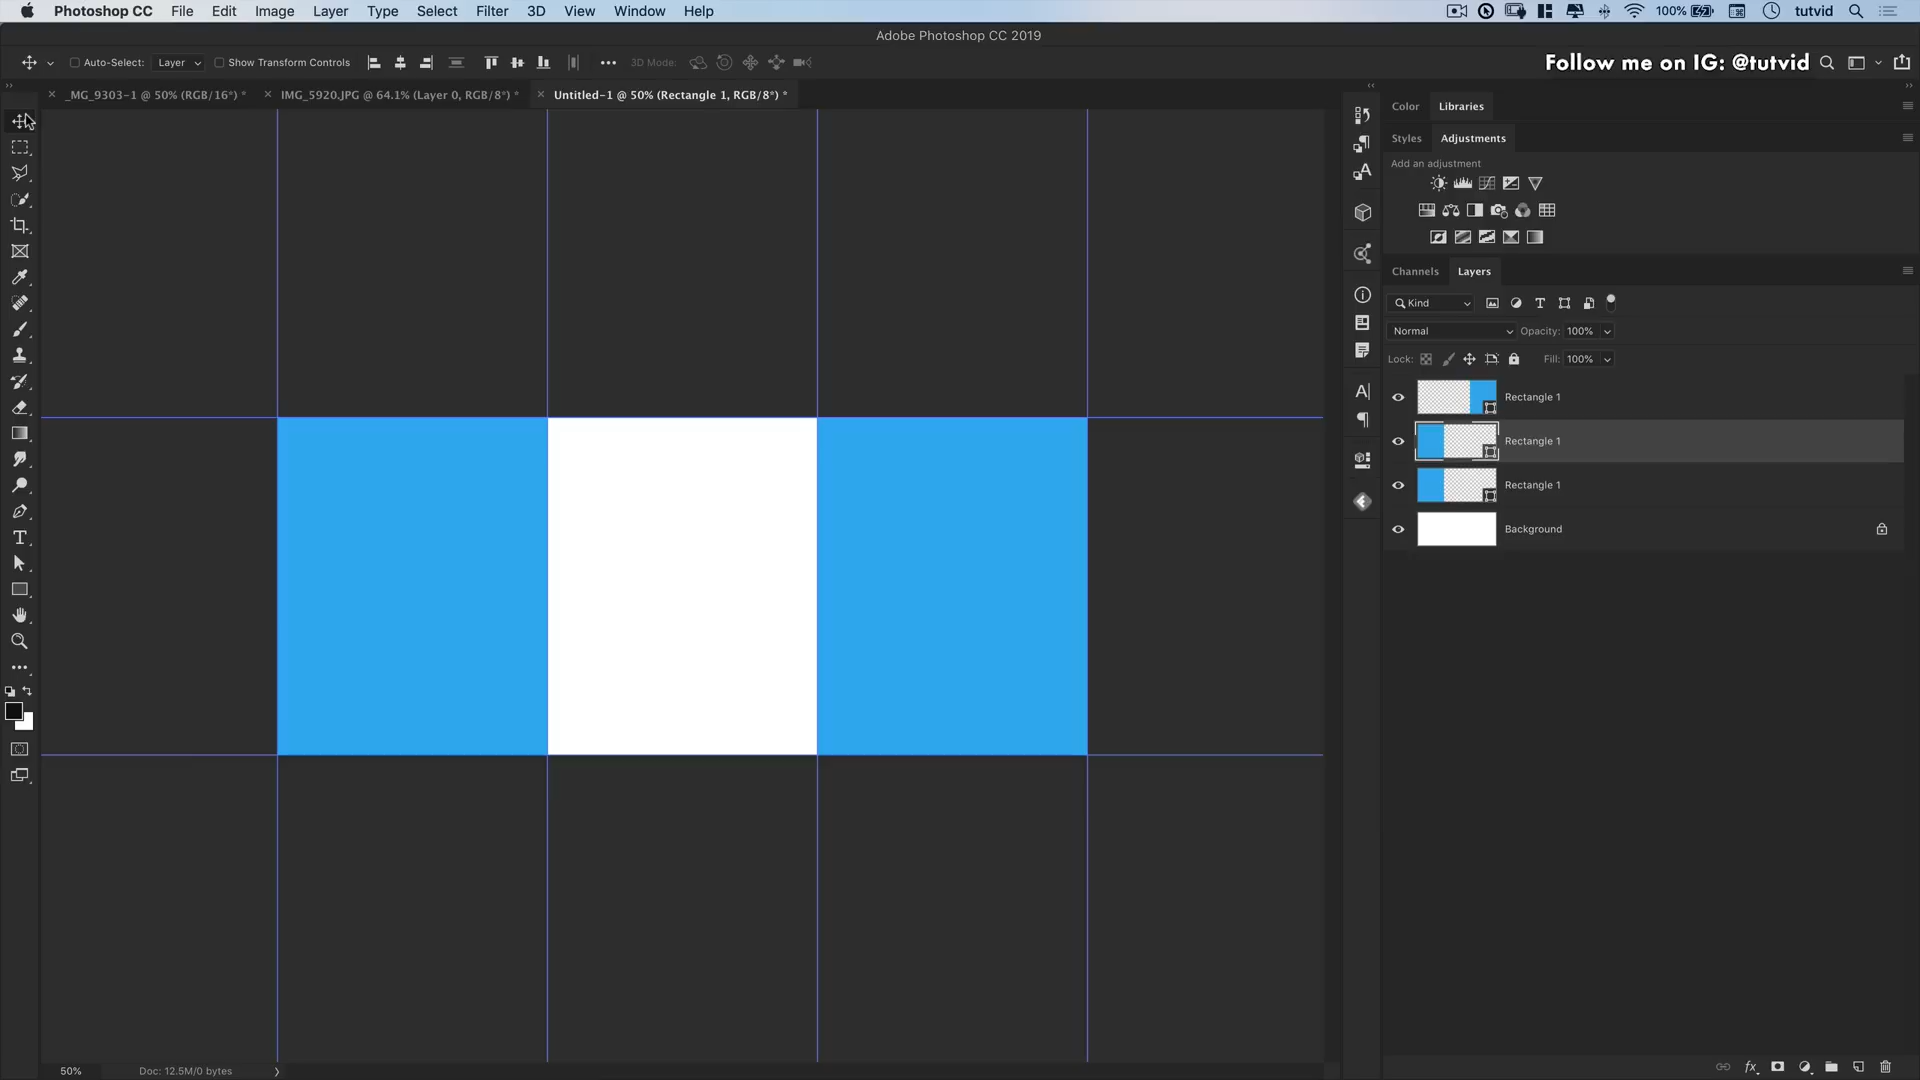 Photoshop CC File Edit Image Layer Type Select Filter 3D View Window Help 100% tutvid
Adobe Photoshop CC 2019
Auto-Select: Layer Show Transform Controls 3D Mode: Follow me on IG: @tutvid
_MG_9303-1 @ 50% (RGB/16*) * IMG_5920.JPG @ 64.1% (Layer 0, RGB/8*) * Untitled-1 @ 50% (Rectangle 1, RGB/8*) *
Color Libraries
Styles Adjustments
Add an adjustment
Channels Layers
Kind
Normal Opacity: 100%
Lock: Fill: 100%
Rectangle 1
Rectangle 1
Rectangle 1
Background
50% Doc: 12.5M/0 bytes